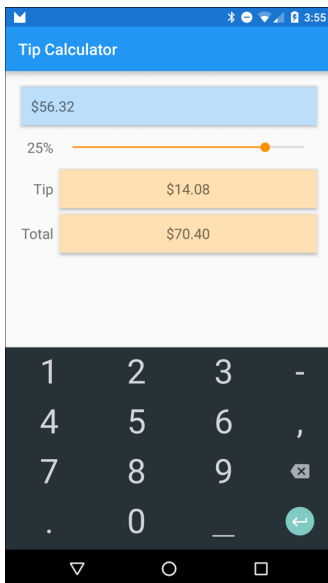 3:55
Tip Calculator
$56.32
25%
Tip $14.08
Total $70.40
1 2 3 -
4 5 6 ,
7 8 9
. 0 _